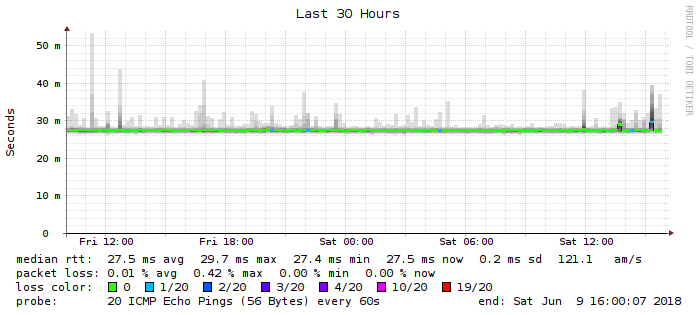 Last 30 Hours
RRDTOOL / TOBI OETIKER
Seconds
50 m
40 m
30 m
20 m
10 m
0
Fri 12:00 Fri 18:00 Sat 00:00 Sat 06:00 Sat 12:00
median rtt: 27.5 ms avg 29.7 ms max 27.4 ms min 27.5 ms now 0.2 ms sd 121.1 am/s
packet loss: 0.01 % avg 0.42 % max 0.00 % min 0.00 % now
loss color: 0 1/20 2/20 3/20 4/20 10/20 19/20
probe: 20 ICMP Echo Pings (56 Bytes) every 60s end: Sat Jun 9 16:00:07 2018